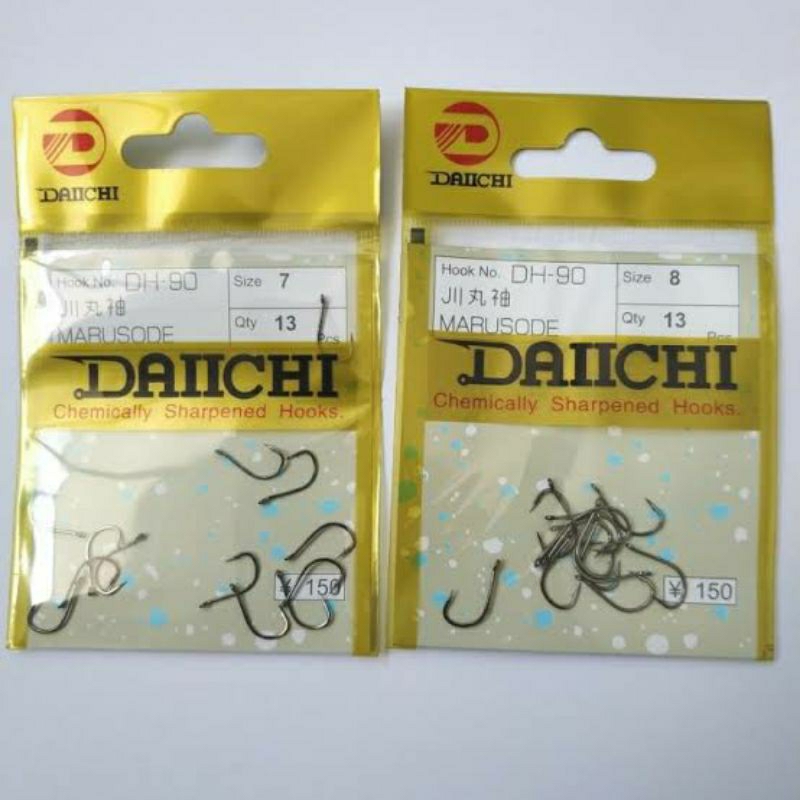 DAIICHI
Hook No. DH-90
川丸袖
MARUSODE
Size 7
Qty 13 Pcs
DAIICHI
Chemically Sharpened Hooks.
¥ 150
DAIICHI
Hook No. DH-90
川丸袖
MARUSODE
Size 8
Qty 13 Pcs
DAIICHI
Chemically Sharpened Hooks.
¥ 150